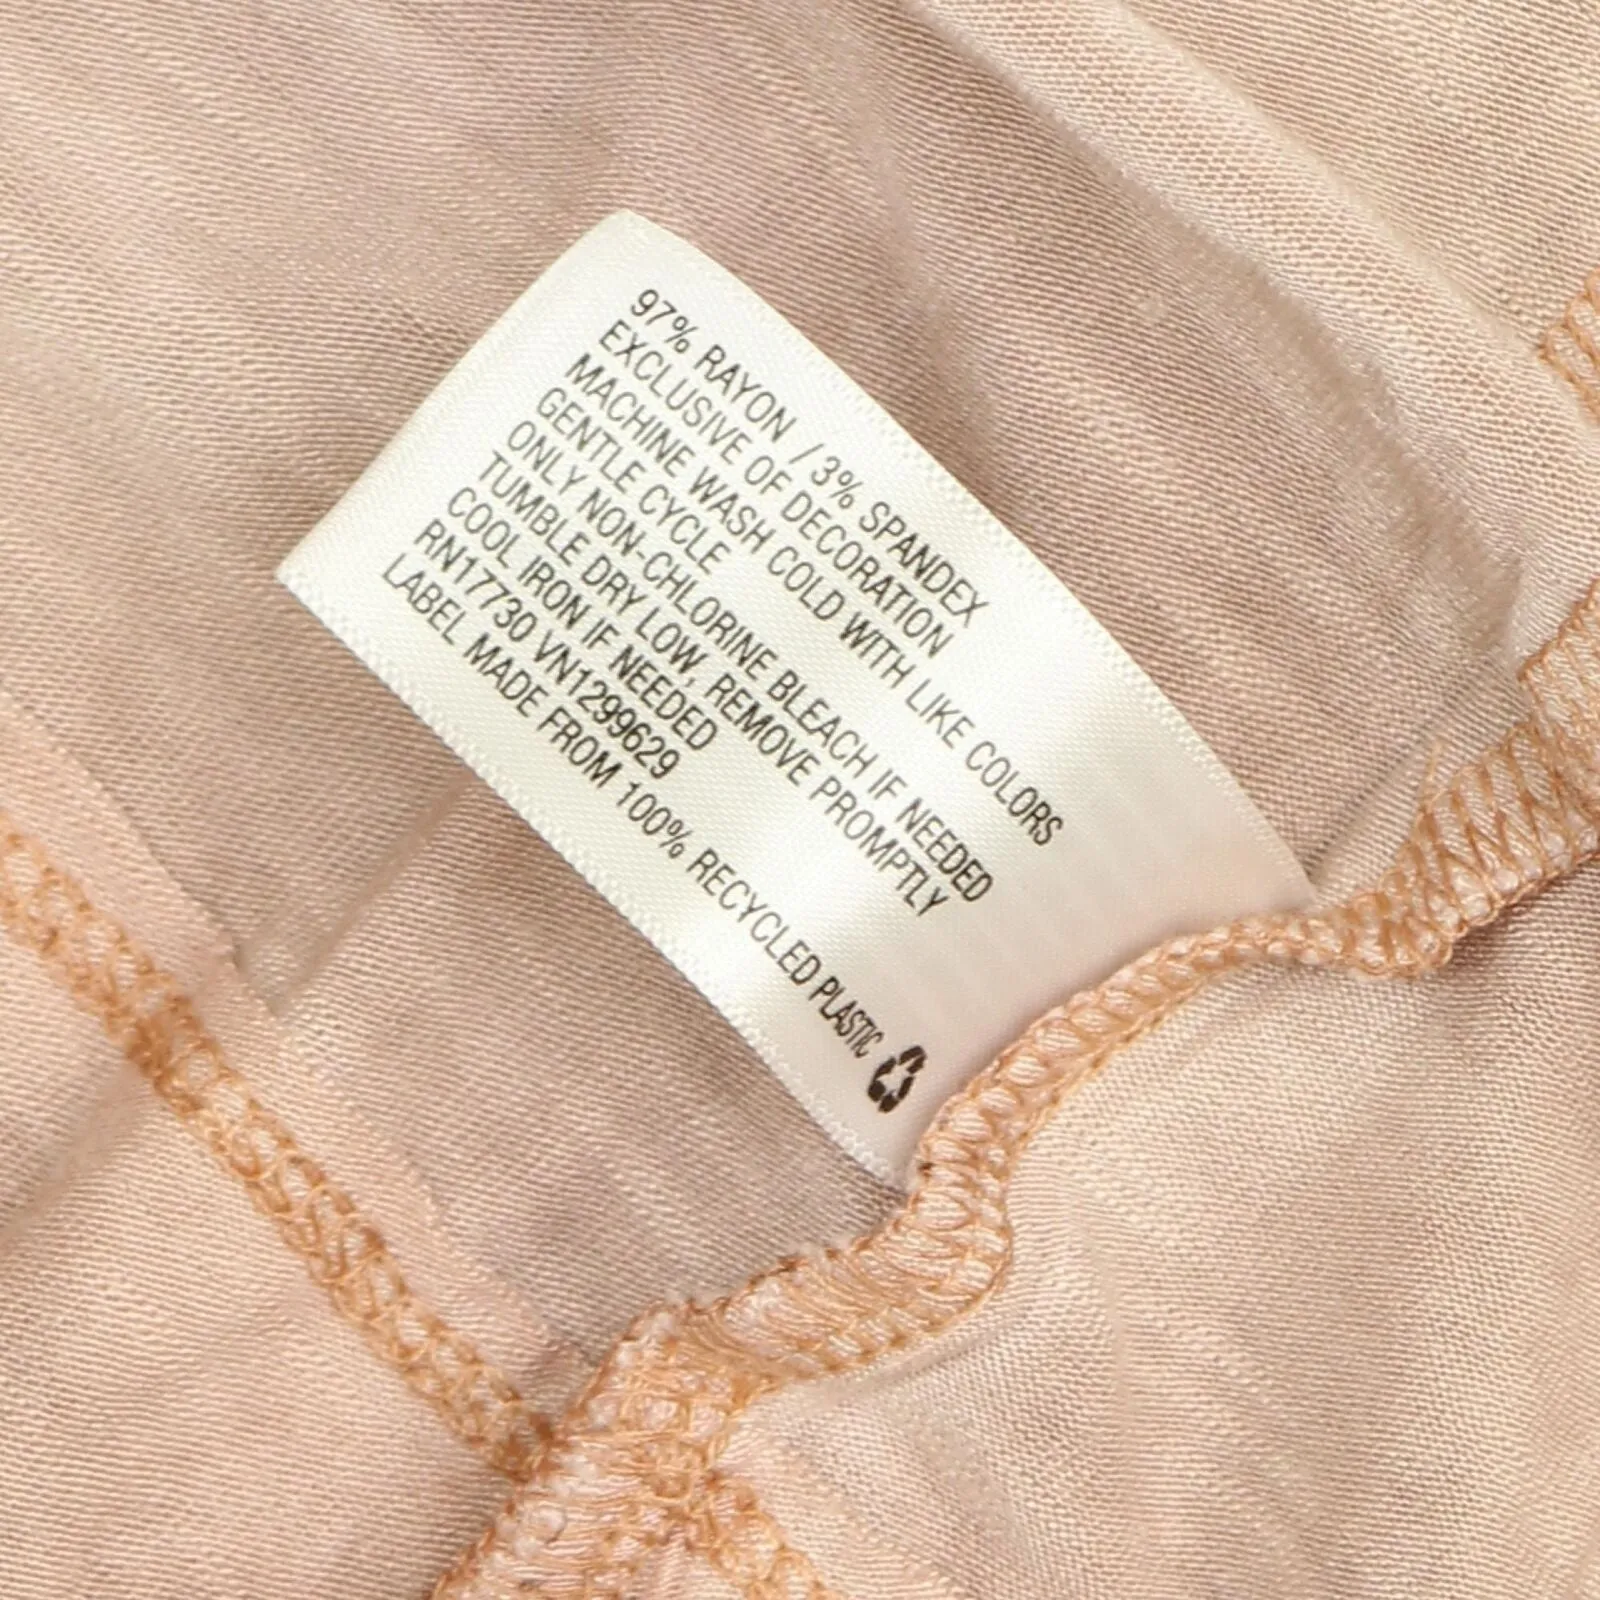 97% RAYON / 3% SPANDEX
EXCLUSIVE OF DECORATION
MACHINE WASH COLD WITH LIKE COLORS
GENTLE CYCLE
ONLY NON-CHLORINE BLEACH IF NEEDED
TUMBLE DRY LOW, REMOVE PROMPTLY
COOL IRON IF NEEDED
RN17730 VN1299629
LABEL MADE FROM 100% RECYCLED PLASTIC